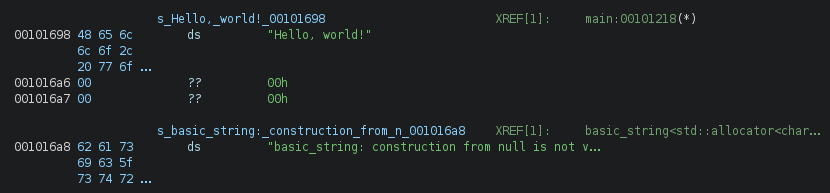 s_Hello,_world!_00101698 XREF[1]: main:00101218(*)
00101698 48 65 6c ds "Hello, world!"
6c 6f 2c
20 77 6f ...
001016a6 00 ?? 00h
001016a7 00 ?? 00h
s_basic_string:_construction_from_n_001016a8 XREF[1]: basic_string<std::allocator<char...
001016a8 62 61 73 ds "basic_string: construction from null is not v...
69 63 5f
73 74 72 ...